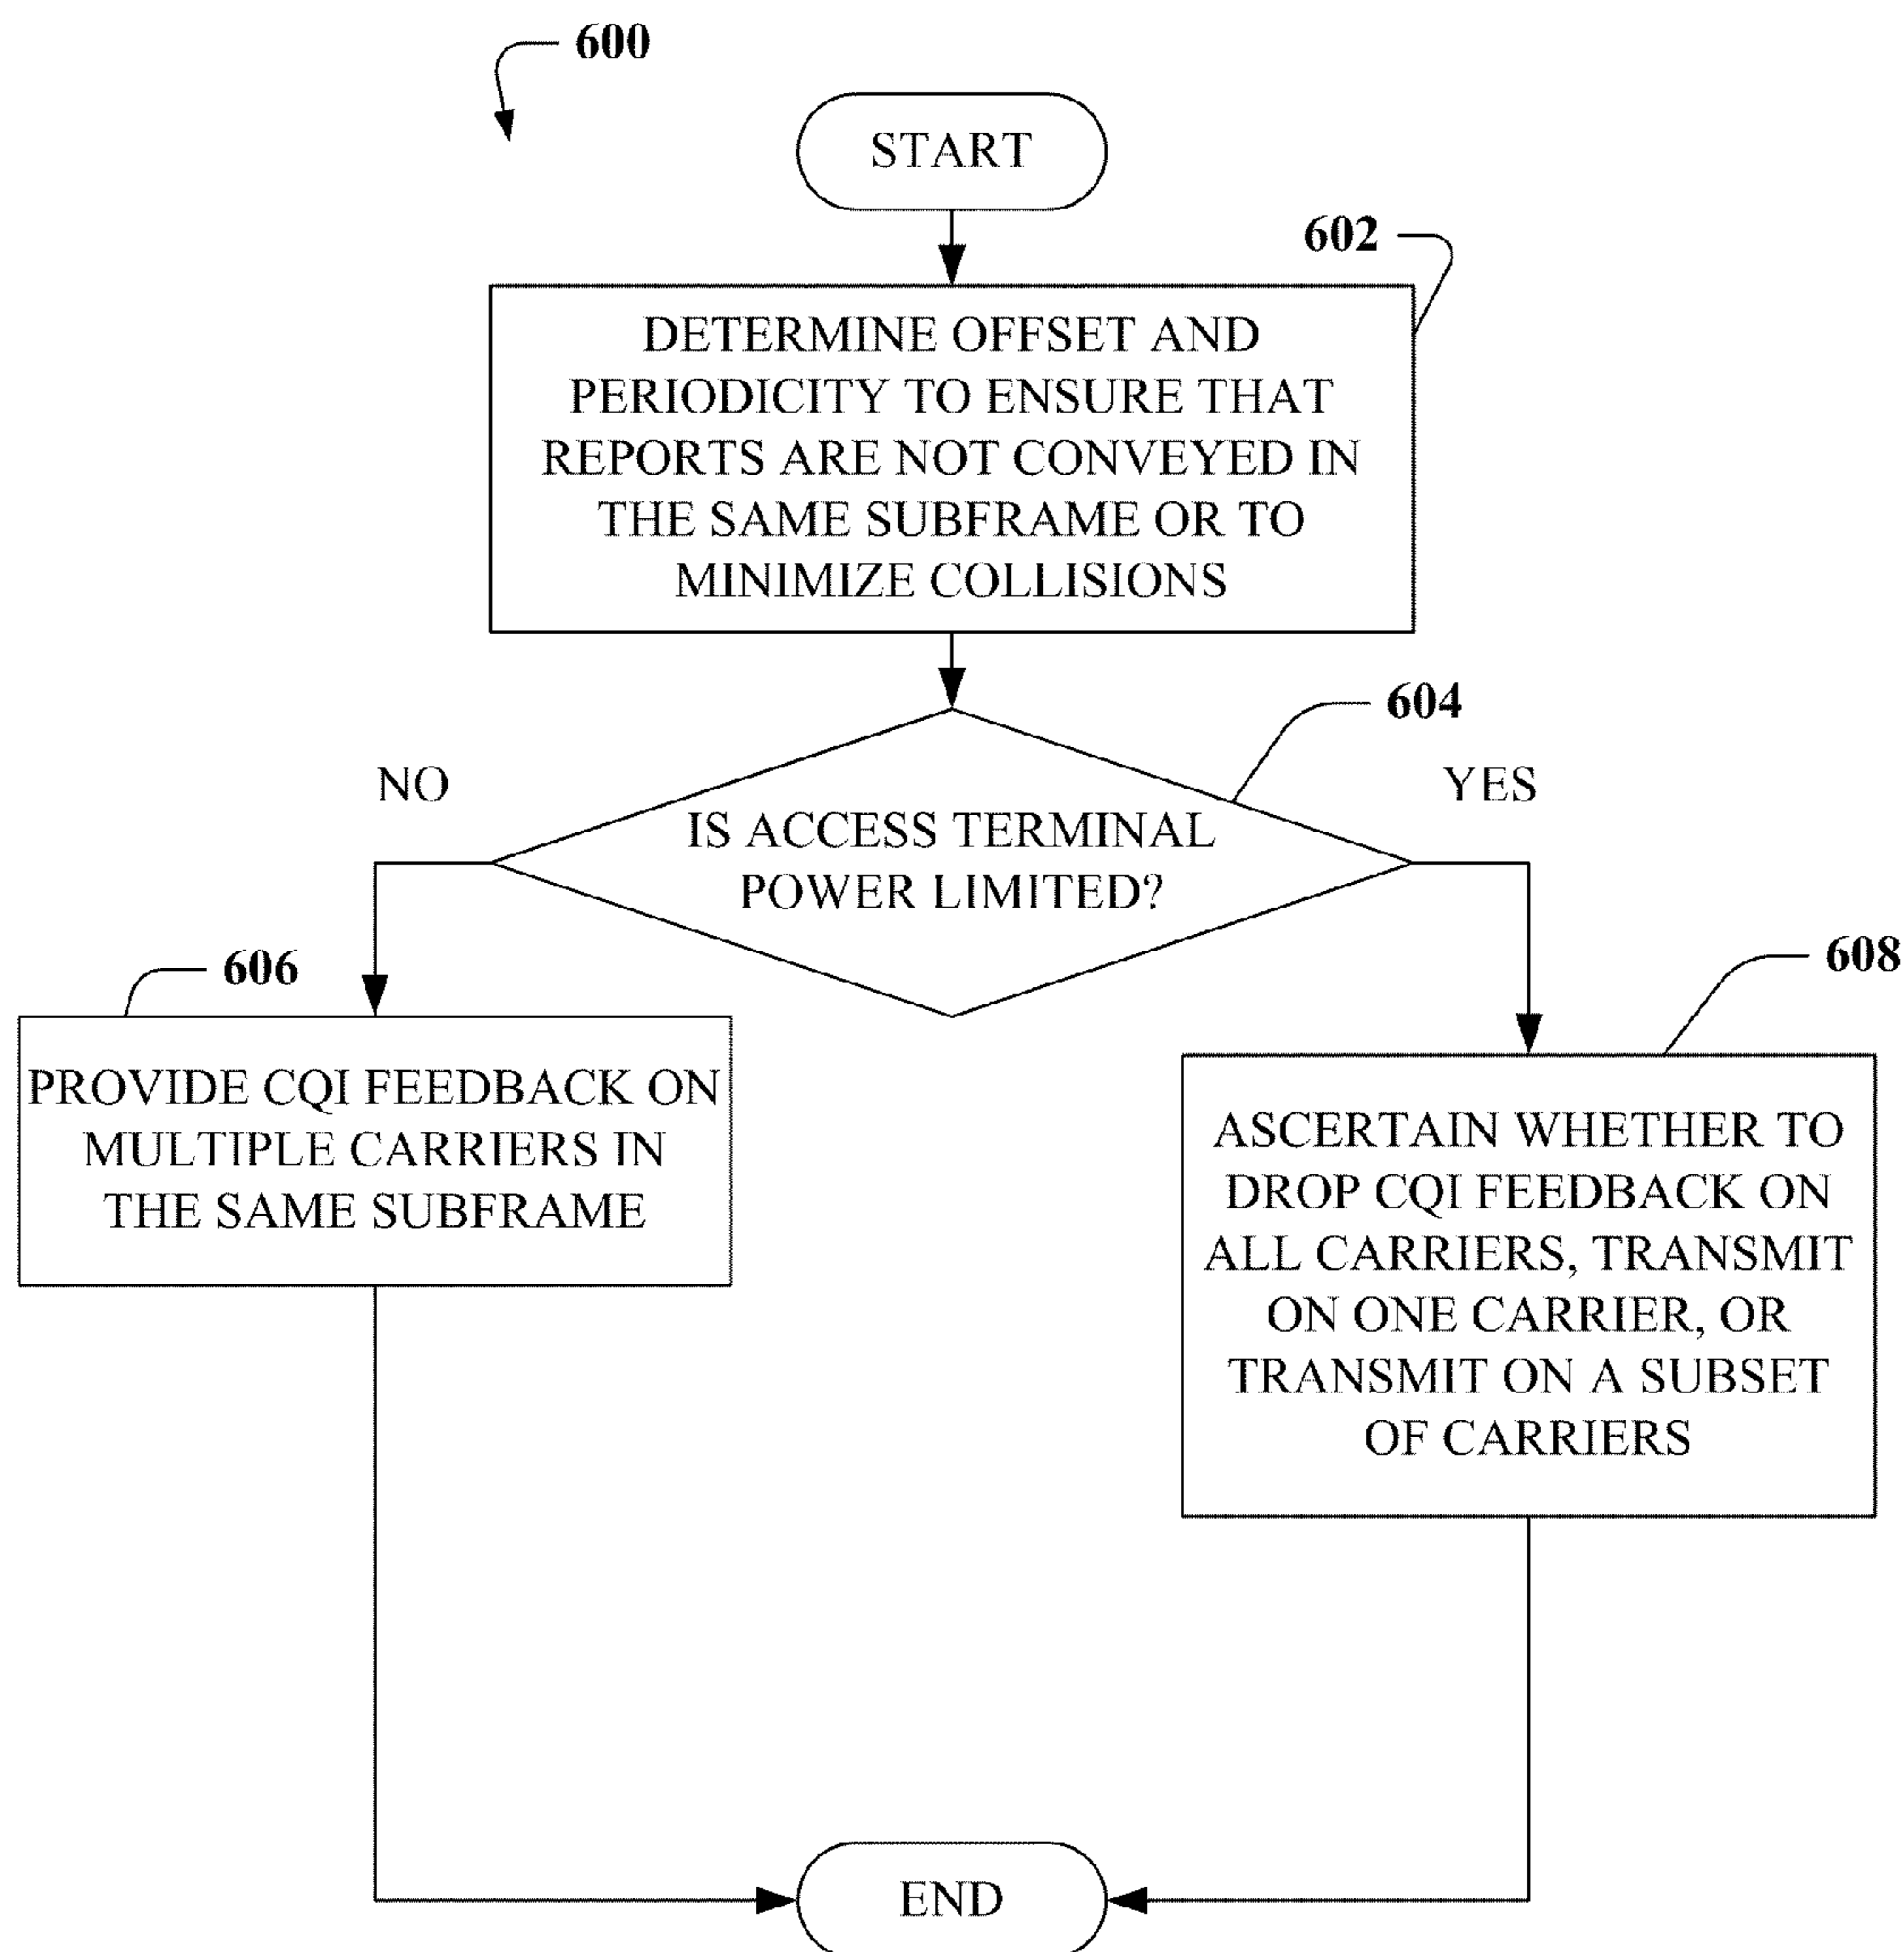 600
START
602
DETERMINE OFFSET AND
PERIODICITY TO ENSURE THAT
REPORTS ARE NOT CONVEYED IN
THE SAME SUBFRAME OR TO
MINIMIZE COLLISIONS
604
NO
YES
IS ACCESS TERMINAL
POWER LIMITED?
606
608
PROVIDE CQI FEEDBACK ON
MULTIPLE CARRIERS IN
THE SAME SUBFRAME
ASCERTAIN WHETHER TO
DROP CQI FEEDBACK ON
ALL CARRIERS, TRANSMIT
ON ONE CARRIER, OR
TRANSMIT ON A SUBSET
OF CARRIERS
END